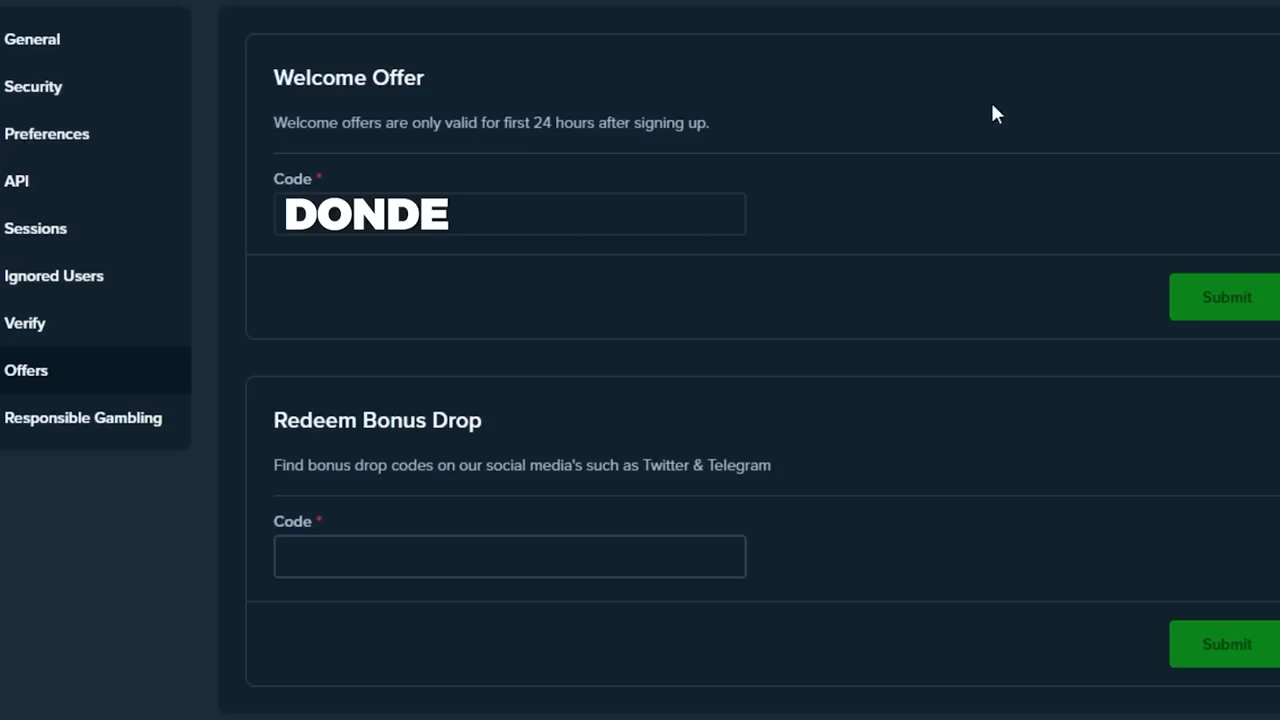 General
Security
Preferences
API
Sessions
Ignored Users
Verify
Offers
Responsible Gambling
Welcome Offer
Welcome offers are only valid for first 24 hours after signing up.
Code *
DONDE
Submit
Redeem Bonus Drop
Find bonus drop codes on our social media's such as Twitter & Telegram
Code *
Submit